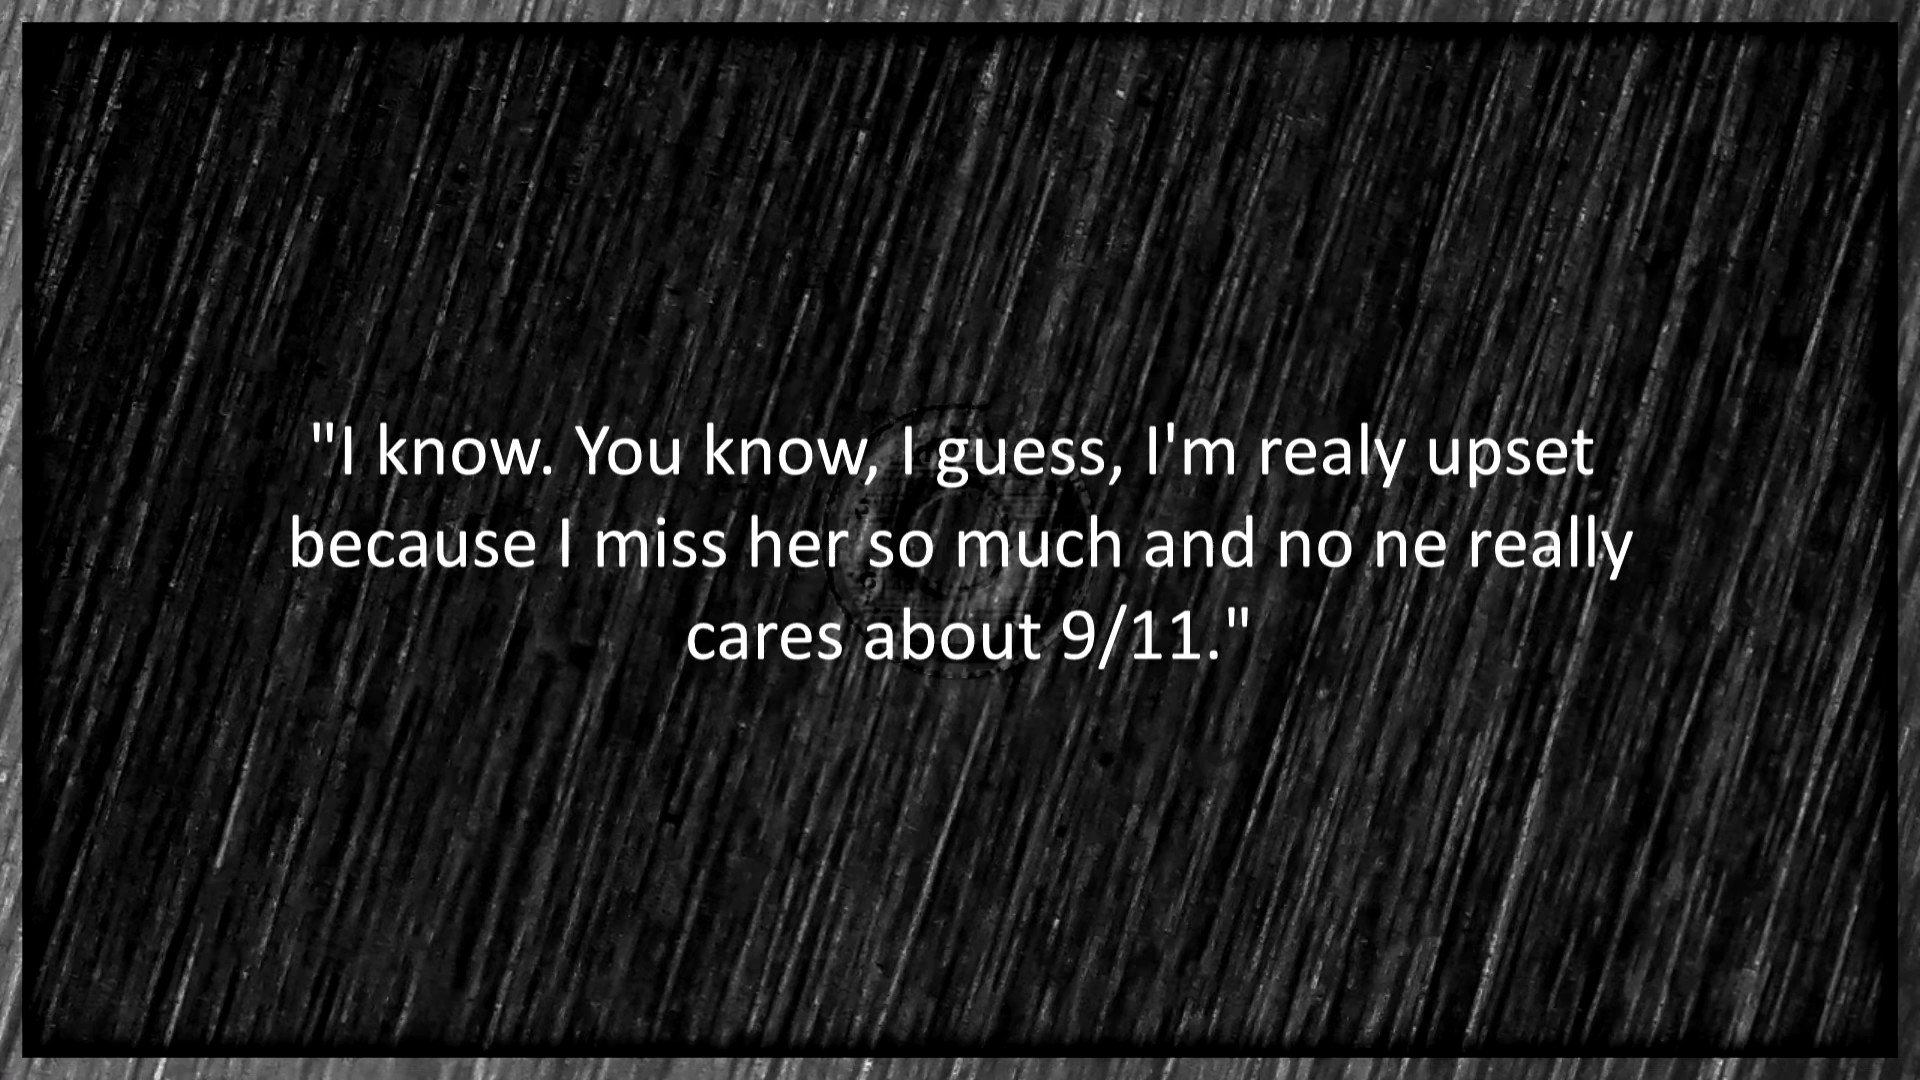 "I know. You know, I guess, I'm realy upset
because I miss her so much and no ne really
cares about 9/11."